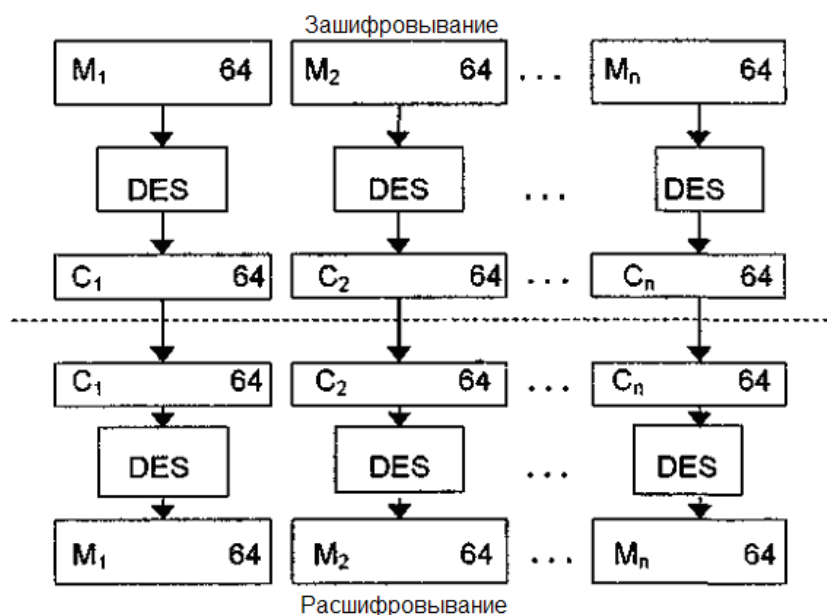 Зашифровывание
M₁ 64 M₂ 64 ... Mₙ 64
DES DES ... DES
C₁ 64 C₂ 64 ... Cₙ 64
C₁ 64 C₂ 64 ... Cₙ 64
DES DES ... DES
M₁ 64 M₂ 64 ... Mₙ 64
Расшифровывание